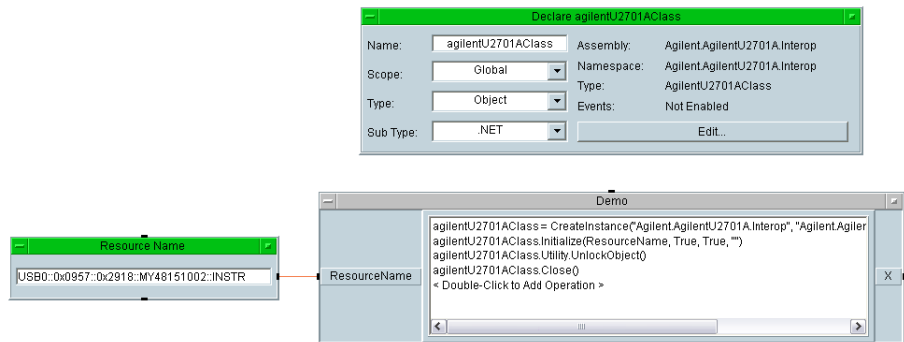 Declare agilentU2701AClass
Name: agilentU2701AClass Assembly: Agilent.AgilentU2701A.Interop
Scope: Global Namespace: Agilent.AgilentU2701A.Interop
Type: Object Type: AgilentU2701AClass
Events: Not Enabled
Sub Type: .NET Edit...
Demo
Resource Name
USB0::0x0957::0x2918::MY48151002::INSTR
ResourceName
agilentU2701AClass = CreateInstance("Agilent.AgilentU2701A.Interop", "Agilent.Agiler
agilentU2701AClass.Initialize(ResourceName, True, True, "")
agilentU2701AClass.Utility.UnlockObject()
agilentU2701AClass.Close()
< Double-Click to Add Operation >
X